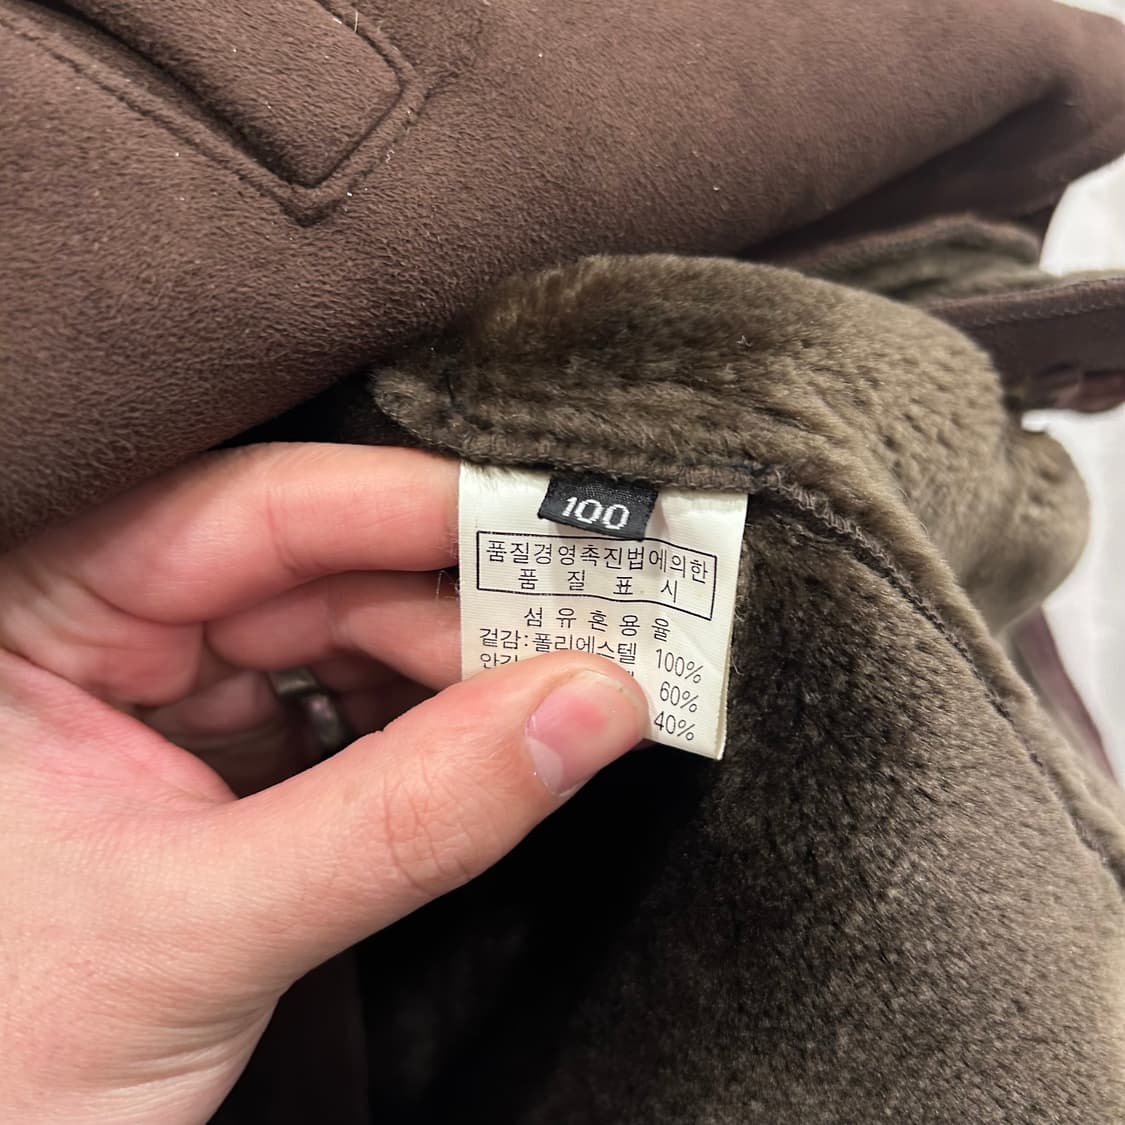 100
품질경영촉진법에의한
품 질 표 시
섬 유 혼 용 율
겉감:폴리에스텔 100%
60%
40%